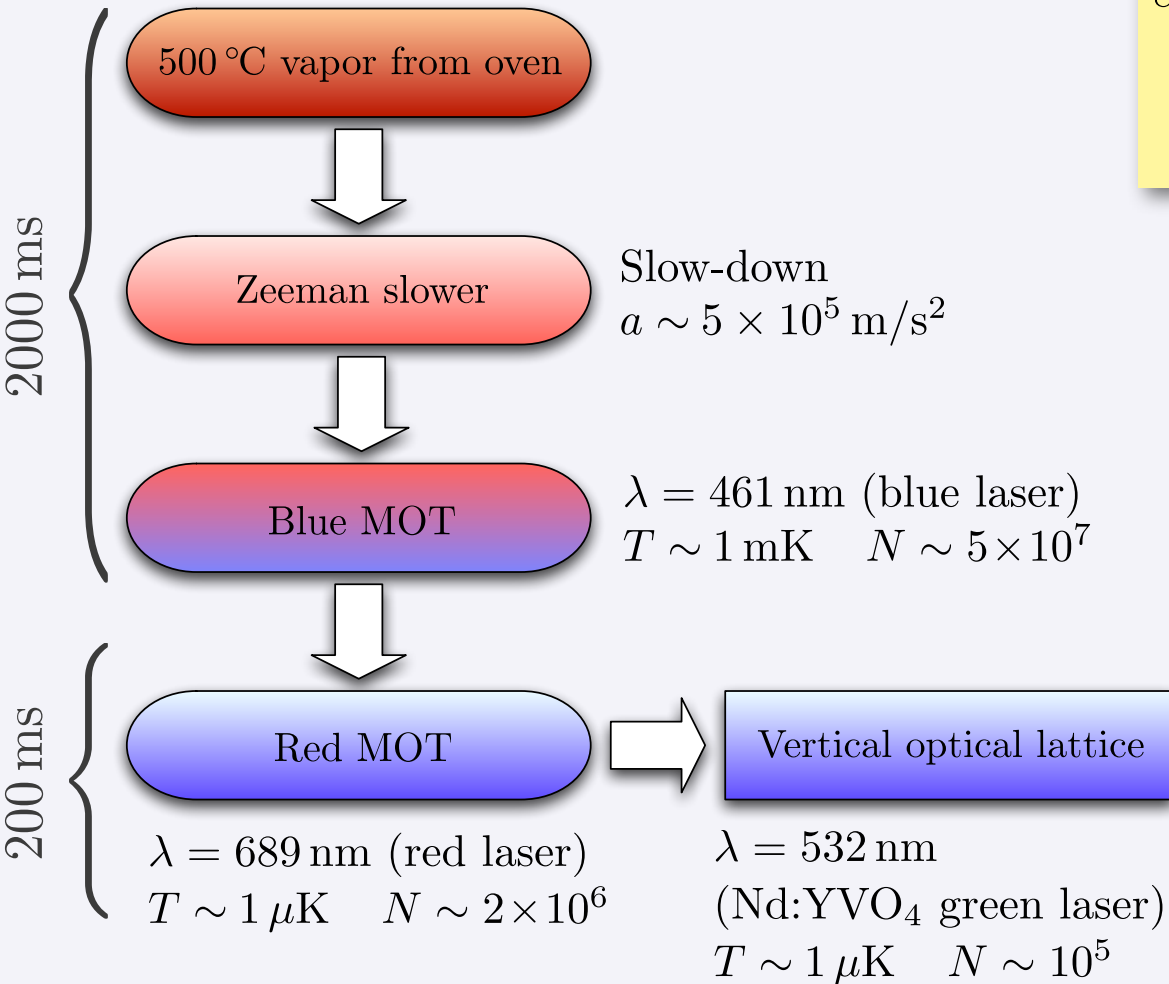 500 °C vapor from oven
2000 ms
Zeeman slower
Slow-down
a ∼ 5 × 10⁵ m/s²
Blue MOT
λ = 461 nm (blue laser)
T ∼ 1 mK N ∼ 5×10⁷
200 ms
Red MOT
λ = 689 nm (red laser)
T ∼ 1 μK N ∼ 2×10⁶
Vertical optical lattice
λ = 532 nm
(Nd:YVO₄ green laser)
T ∼ 1 μK N ∼ 10⁵